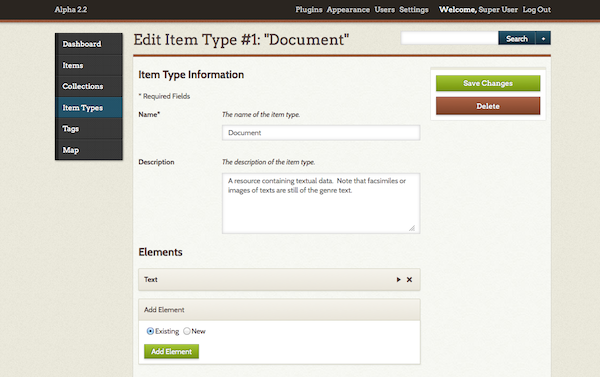 Alpha 2.2
Plugins Appearance Users Settings Welcome, Super User Log Out
Dashboard
Items
Collections
Item Types
Tags
Map
Edit Item Type #1: "Document"
Search
Item Type Information
* Required Fields
Name*
The name of the item type.
Document
Description
The description of the item type.
A resource containing textual data. Note that facsimiles or
images of texts are still of the genre text.
Elements
Text
Add Element
Existing New
Add Element
Save Changes
Delete